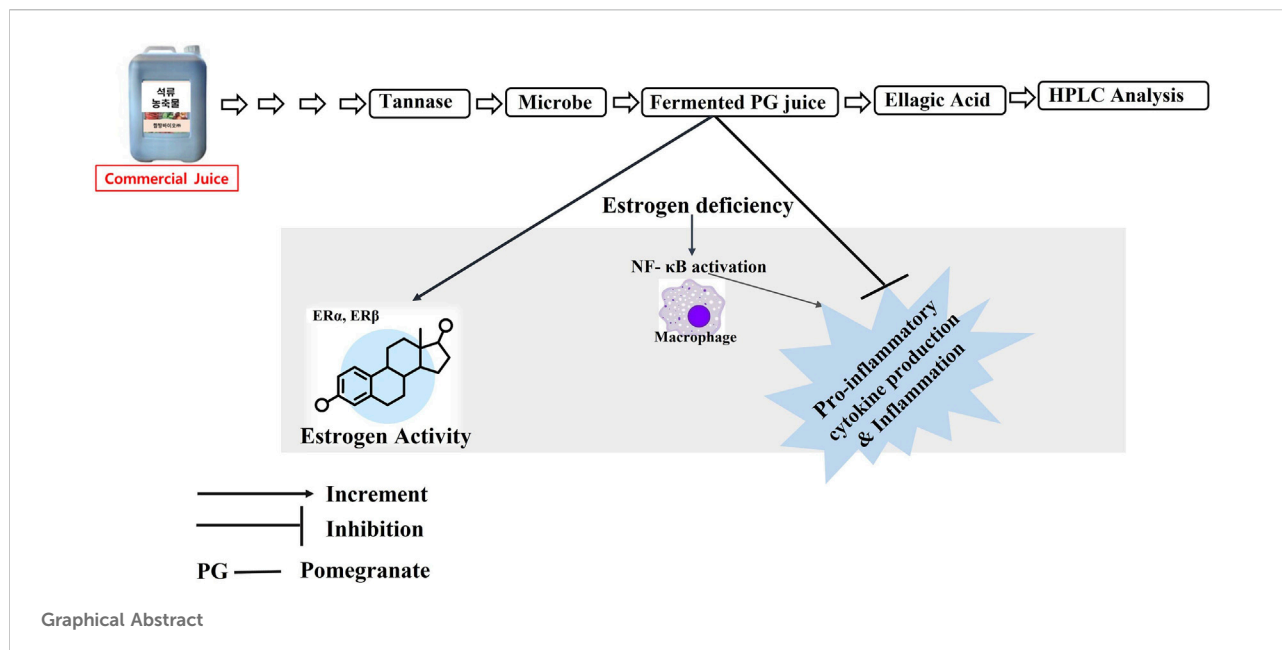 석류
농축물
Commercial Juice
Tannase
Microbe
Fermented PG juice
Ellagic Acid
HPLC Analysis
Estrogen deficiency
NF- κB activation
Macrophage
ERα, ERβ
Estrogen Activity
Pro-inflammatory
cytokine production
& Inflammation
Increment
Inhibition
PG — Pomegranate
Graphical Abstract